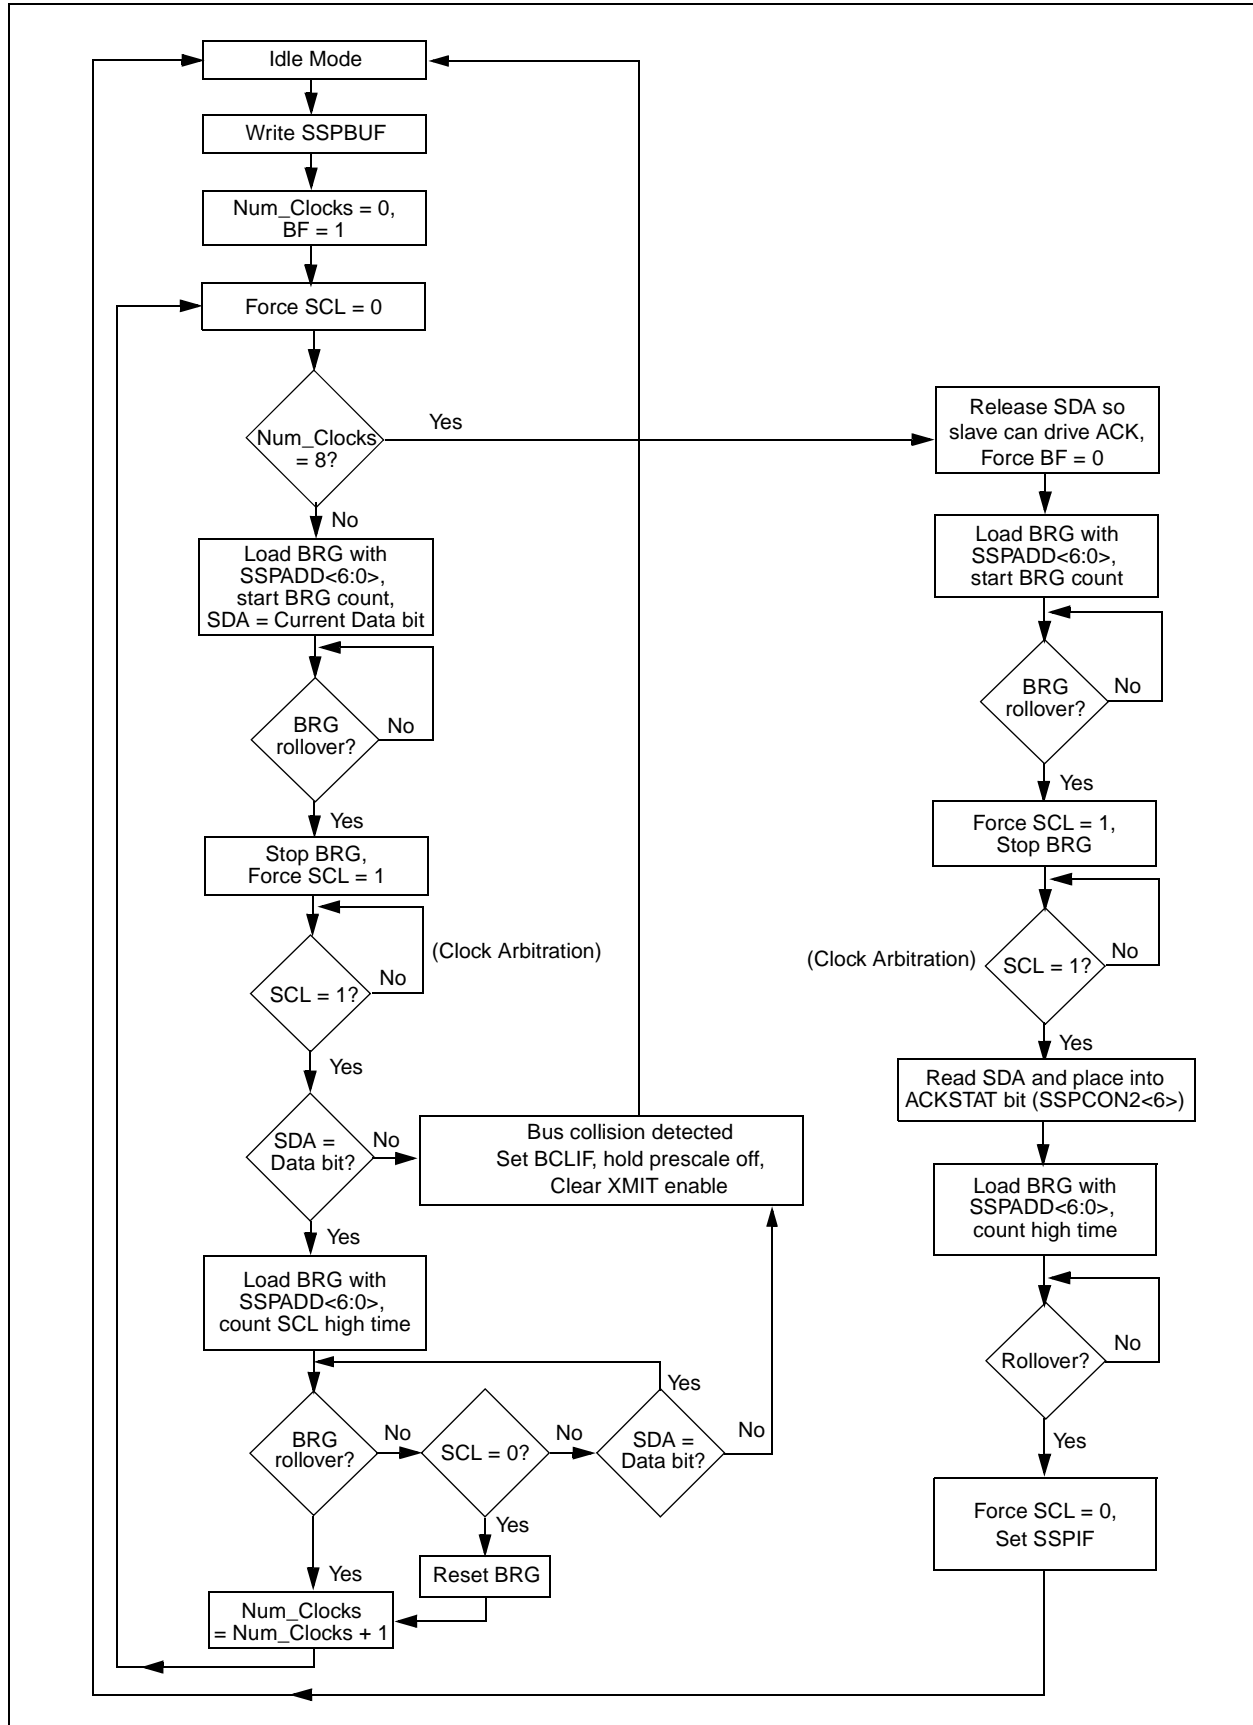 Idle Mode
Write SSPBUF
Num_Clocks = 0,
BF = 1
Force SCL = 0
Num_Clocks
= 8?
Yes
No
Load BRG with
SSPADD<6:0>,
start BRG count,
SDA = Current Data bit
BRG
rollover?
No
Yes
Stop BRG,
Force SCL = 1
SCL = 1?
No
(Clock Arbitration)
Yes
SDA =
Data bit?
No
Bus collision detected
Set BCLIF, hold prescale off,
Clear XMIT enable
Yes
Load BRG with
SSPADD<6:0>,
count SCL high time
BRG
rollover?
No
SCL = 0?
No
SDA =
Data bit?
Yes
No
Yes
Reset BRG
Yes
Num_Clocks
= Num_Clocks + 1
Release SDA so
slave can drive ACK,
Force BF = 0
Load BRG with
SSPADD<6:0>,
start BRG count
BRG
rollover?
No
Yes
Force SCL = 1,
Stop BRG
(Clock Arbitration)
SCL = 1?
No
Yes
Read SDA and place into
ACKSTAT bit (SSPCON2<6>)
Load BRG with
SSPADD<6:0>,
count high time
Rollover?
No
Yes
Force SCL = 0,
Set SSPIF